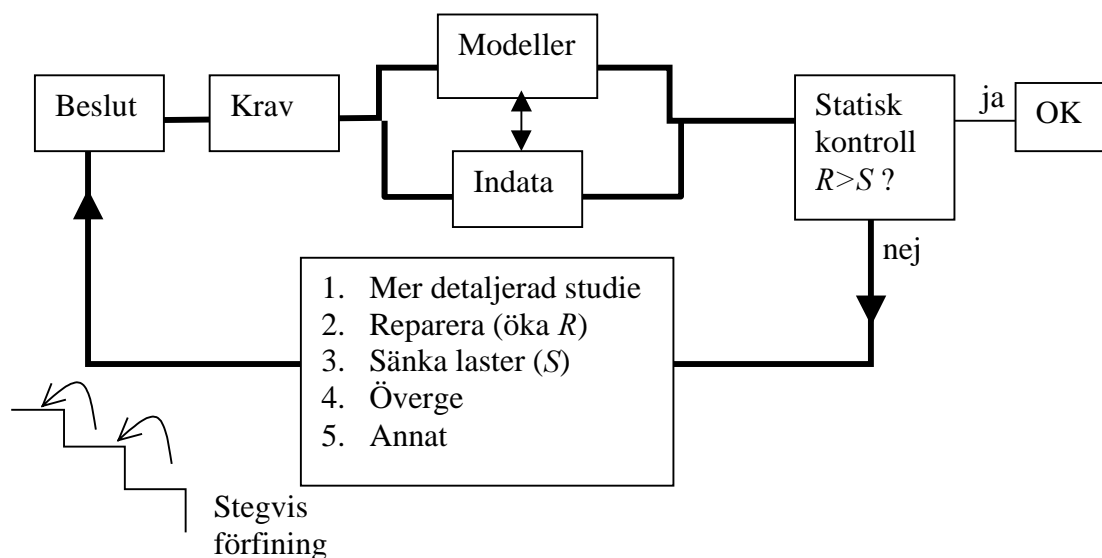 Modeller
Beslut
Krav
Indata
Statisk
kontroll
R>S ?
ja
OK
nej
1. Mer detaljerad studie
2. Reparera (öka R)
3. Sänka laster (S)
4. Överge
5. Annat
Stegvis
förfining